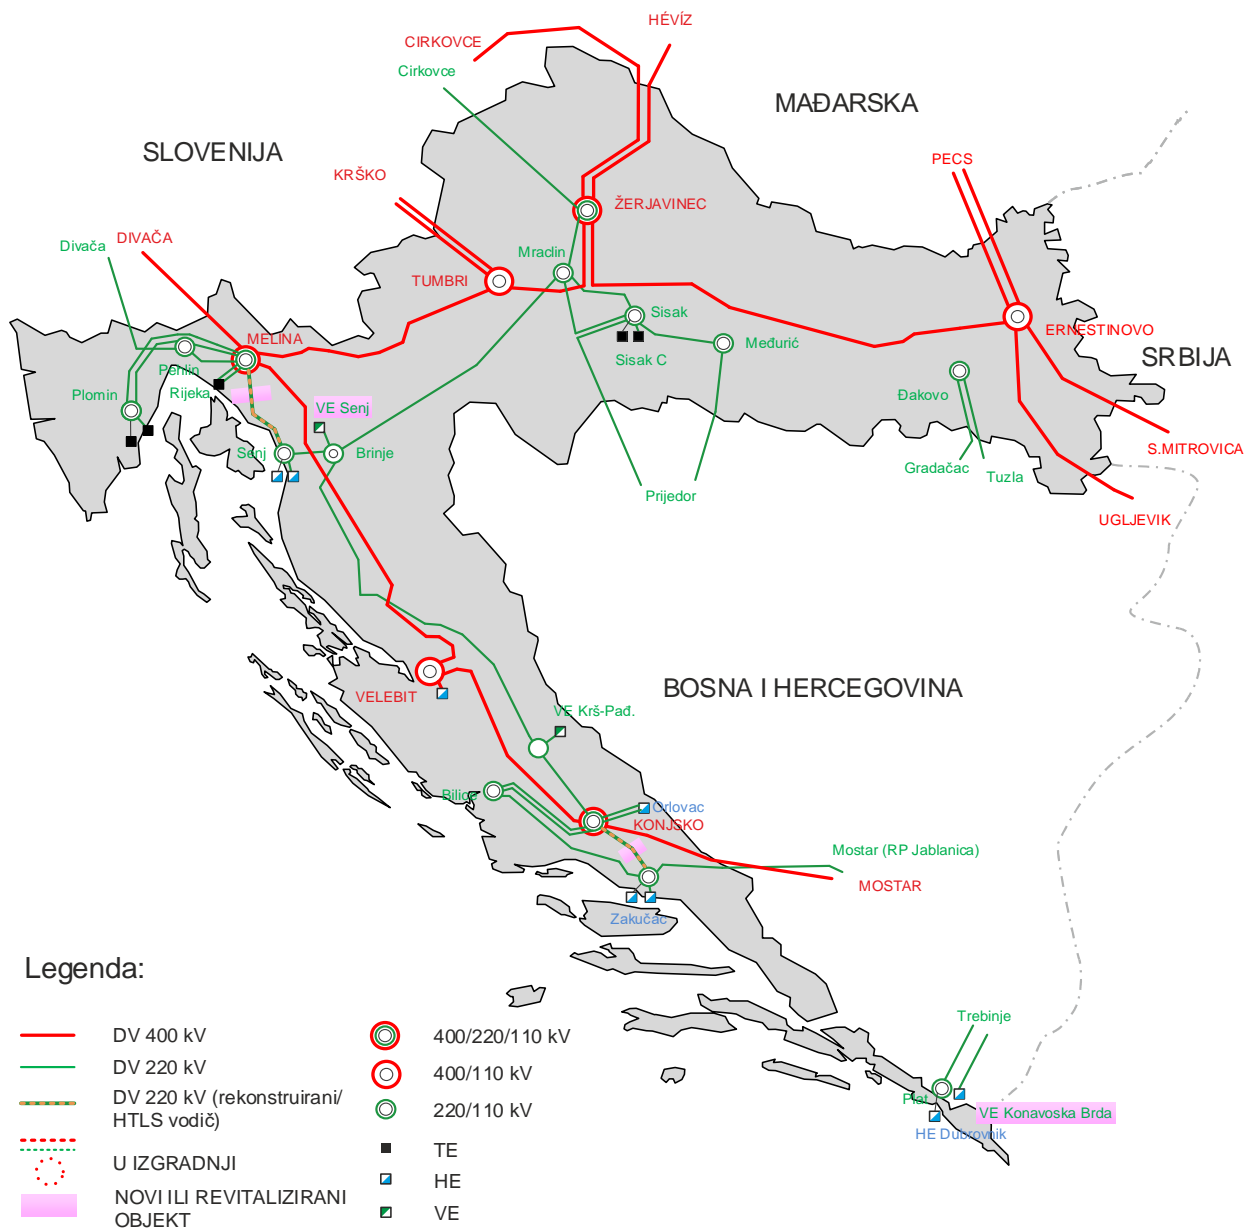 HÉVÍZ
CIRKOVCE
Cirkovce
MAĐARSKA
SLOVENIJA
PECS
KRŠKO
ŽERJAVINEC
DIVAČA
Divača
Mraclin
TUMBRI
Sisak
ERNESTINOVO
MELINA
Međurić
SRBIJA
Sisak C
Pehlin
Rijeka
Plomin
Đakovo
VE Senj
Senj
Brinje
S.MITROVICA
Gradačac
Tuzla
Prijedor
UGLJEVIK
BOSNA I HERCEGOVINA
VELEBIT
VE Krš-Pađ.
Bilice
Orlovac
KONJSKO
Mostar (RP Jablanica)
MOSTAR
Zakučac
Legenda:
Trebinje
DV 400 kV
400/220/110 kV
DV 220 kV
400/110 kV
DV 220 kV (rekonstruirani/
HTLS vodič)
220/110 kV
Plat
VE Konavoska Brda
HE Dubrovnik
U IZGRADNJI
TE
HE
NOVI ILI REVITALIZIRANI
OBJEKT
VE